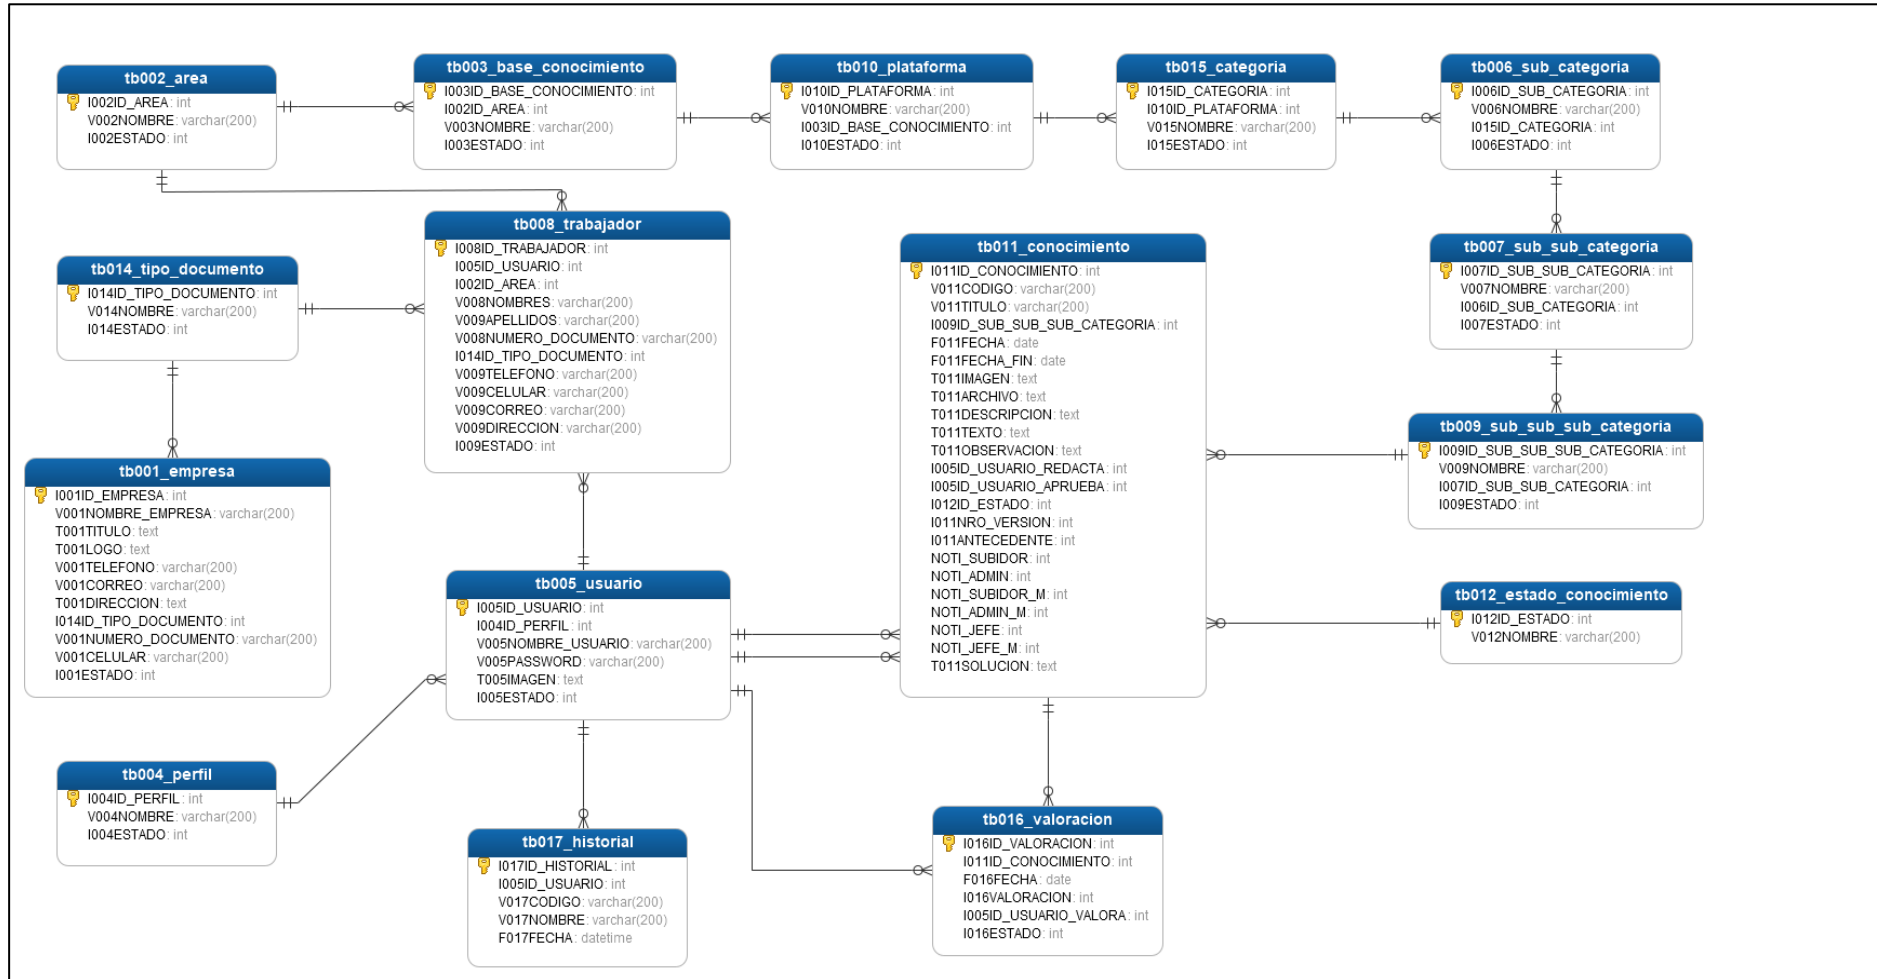 tb002_area
I002ID_AREA: int
V002NOMBRE: varchar(200)
I002ESTADO: int
tb003_base_conocimiento
I003ID_BASE_CONOCIMIENTO: int
I002ID_AREA: int
V003NOMBRE: varchar(200)
I003ESTADO: int
tb010_plataforma
I010ID_PLATAFORMA: int
V010NOMBRE: varchar(200)
I003ID_BASE_CONOCIMIENTO: int
I010ESTADO: int
tb015_categoria
I015ID_CATEGORIA: int
I010ID_PLATAFORMA: int
V015NOMBRE: varchar(200)
I015ESTADO: int
tb006_sub_categoria
I006ID_SUB_CATEGORIA: int
V006NOMBRE: varchar(200)
I015ID_CATEGORIA: int
I006ESTADO: int
tb014_tipo_documento
I014ID_TIPO_DOCUMENTO: int
V014NOMBRE: varchar(200)
I014ESTADO: int
tb008_trabajador
I008ID_TRABAJADOR: int
I005ID_USUARIO: int
I002ID_AREA: int
V008NOMBRES: varchar(200)
V009APELLIDOS: varchar(200)
V008NUMERO_DOCUMENTO: varchar(200)
I014ID_TIPO_DOCUMENTO: int
V009TELEFONO: varchar(200)
V009CELULAR: varchar(200)
V009CORREO: varchar(200)
V009DIRECCION: varchar(200)
I009ESTADO: int
tb011_conocimiento
I011ID_CONOCIMIENTO: int
V011CODIGO: varchar(200)
V011TITULO: varchar(200)
I009ID_SUB_SUB_SUB_CATEGORIA: int
F011FECHA: date
F011FECHA_FIN: date
T011IMAGEN: text
T011ARCHIVO: text
T011DESCRIPCION: text
T011TEXTO: text
T011OBSERVACION: text
I005ID_USUARIO_REDACTA: int
I005ID_USUARIO_APRUEBA: int
I012ID_ESTADO: int
I011NRO_VERSION: int
I011ANTECEDENTE: int
NOTI_SUBIDOR: int
NOTI_ADMIN: int
NOTI_SUBIDOR_M: int
NOTI_ADMIN_M: int
NOTI_JEFE: int
NOTI_JEFE_M: int
T011SOLUCION: text
tb007_sub_sub_categoria
I007ID_SUB_SUB_CATEGORIA: int
V007NOMBRE: varchar(200)
I006ID_SUB_CATEGORIA: int
I007ESTADO: int
tb009_sub_sub_sub_categoria
I009ID_SUB_SUB_SUB_CATEGORIA: int
V009NOMBRE: varchar(200)
I007ID_SUB_SUB_CATEGORIA: int
I009ESTADO: int
tb001_empresa
I001ID_EMPRESA: int
V001NOMBRE_EMPRESA: varchar(200)
T001TITULO: text
T001LOGO: text
V001TELEFONO: varchar(200)
V001CORREO: varchar(200)
T001DIRECCION: text
I014ID_TIPO_DOCUMENTO: int
V001NUMERO_DOCUMENTO: varchar(200)
V001CELULAR: varchar(200)
I001ESTADO: int
tb005_usuario
I005ID_USUARIO: int
I004ID_PERFIL: int
V005NOMBRE_USUARIO: varchar(200)
V005PASSWORD: varchar(200)
T005IMAGEN: text
I005ESTADO: int
tb012_estado_conocimiento
I012ID_ESTADO: int
V012NOMBRE: varchar(200)
tb004_perfil
I004ID_PERFIL: int
V004NOMBRE: varchar(200)
I004ESTADO: int
tb017_historial
I017ID_HISTORIAL: int
I005ID_USUARIO: int
V017CODIGO: varchar(200)
V017NOMBRE: varchar(200)
F017FECHA: datetime
tb016_valoracion
I016ID_VALORACION: int
I011ID_CONOCIMIENTO: int
F016FECHA: date
I016VALORACION: int
I005ID_USUARIO_VALORA: int
I016ESTADO: int